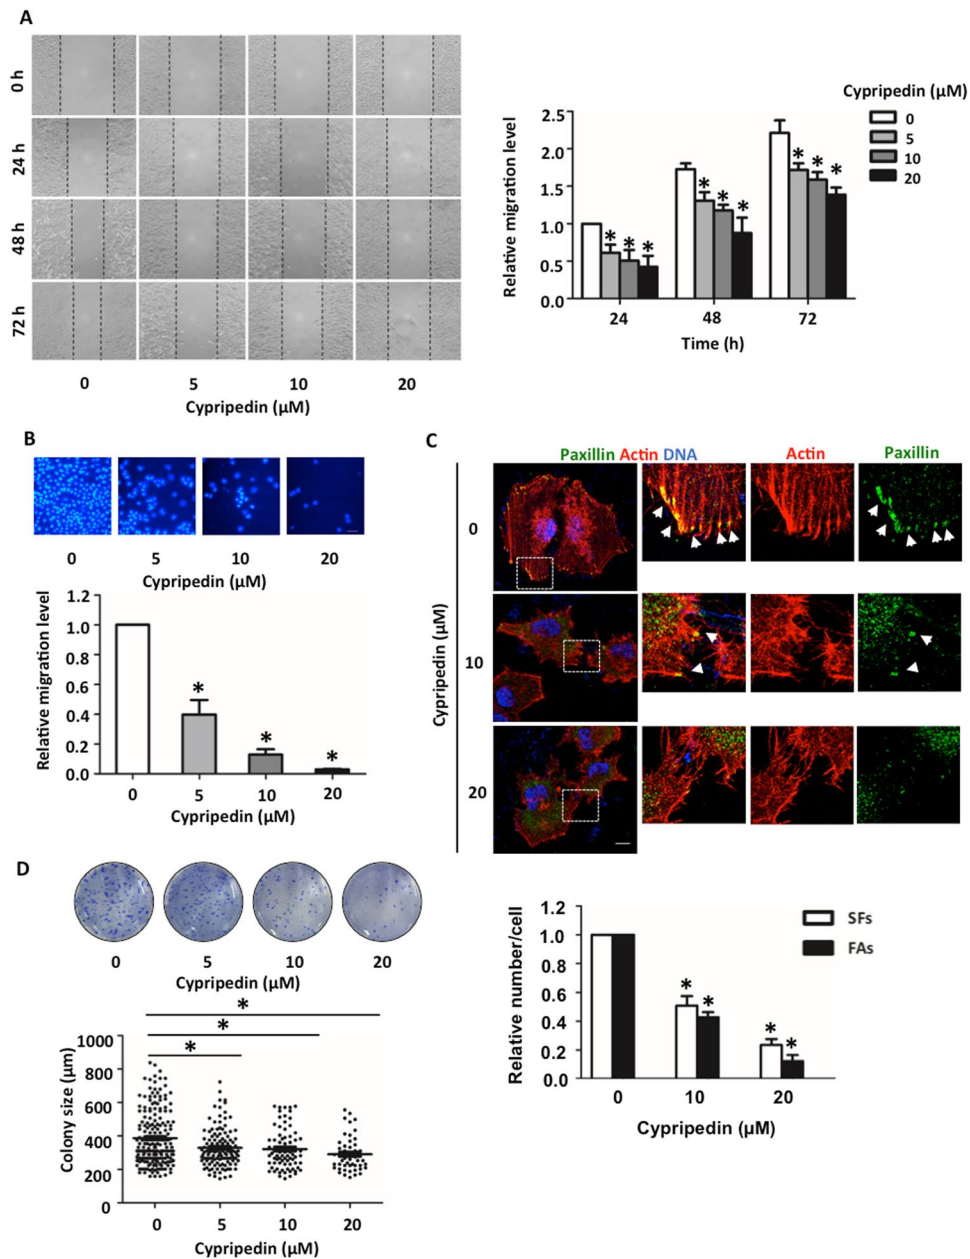 A
0 h
24 h
48 h
72 h
0 5 10 20
Cypripedin (μM)
Relative migration level
2.5
2.0
1.5
1.0
0.5
0.0
* * * * * * * * *
24 48 72
Time (h)
Cypripedin (μM)
0
5
10
20
B
0 5 10 20
Cypripedin (μM)
Relative migration level
1.2
1.0
0.8
0.6
0.4
0.2
0.0
* * *
0 5 10 20
Cypripedin (μM)
C
Paxillin Actin DNA Actin Paxillin
Cypripedin (μM)
0
10
20
Relative number/cell
1.2
1.0
0.8
0.6
0.4
0.2
0.0
* * * *
SFs
FAs
0 10 20
Cypripedin (μM)
D
0 5 10 20
Cypripedin (μM)
*
*
*
Colony size (μm)
1000
800
600
400
200
0
0 5 10 20
Cypripedin (μM)